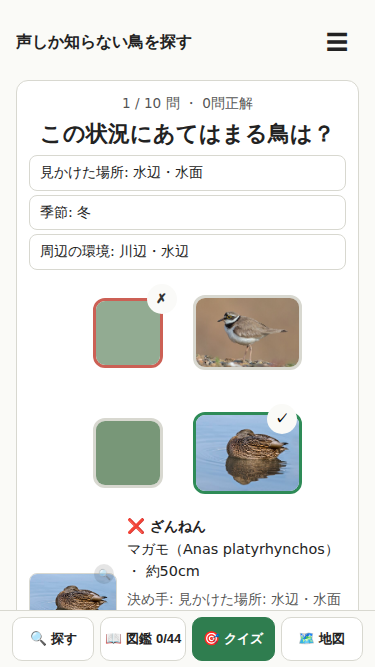 声しか知らない鳥を探す
☰
1 / 10 問 ・ 0問正解
この状況にあてはまる鳥は？
見かけた場所: 水辺・水面
季節: 冬
周辺の環境: 川辺・水辺
✗
✓
❌ ざんねん
マガモ（Anas platyrhynchos）
・ 約50cm
決め手: 見かけた場所: 水辺・水面
🔍 探す
📖 図鑑 0/44
🎯 クイズ
🗺️ 地図